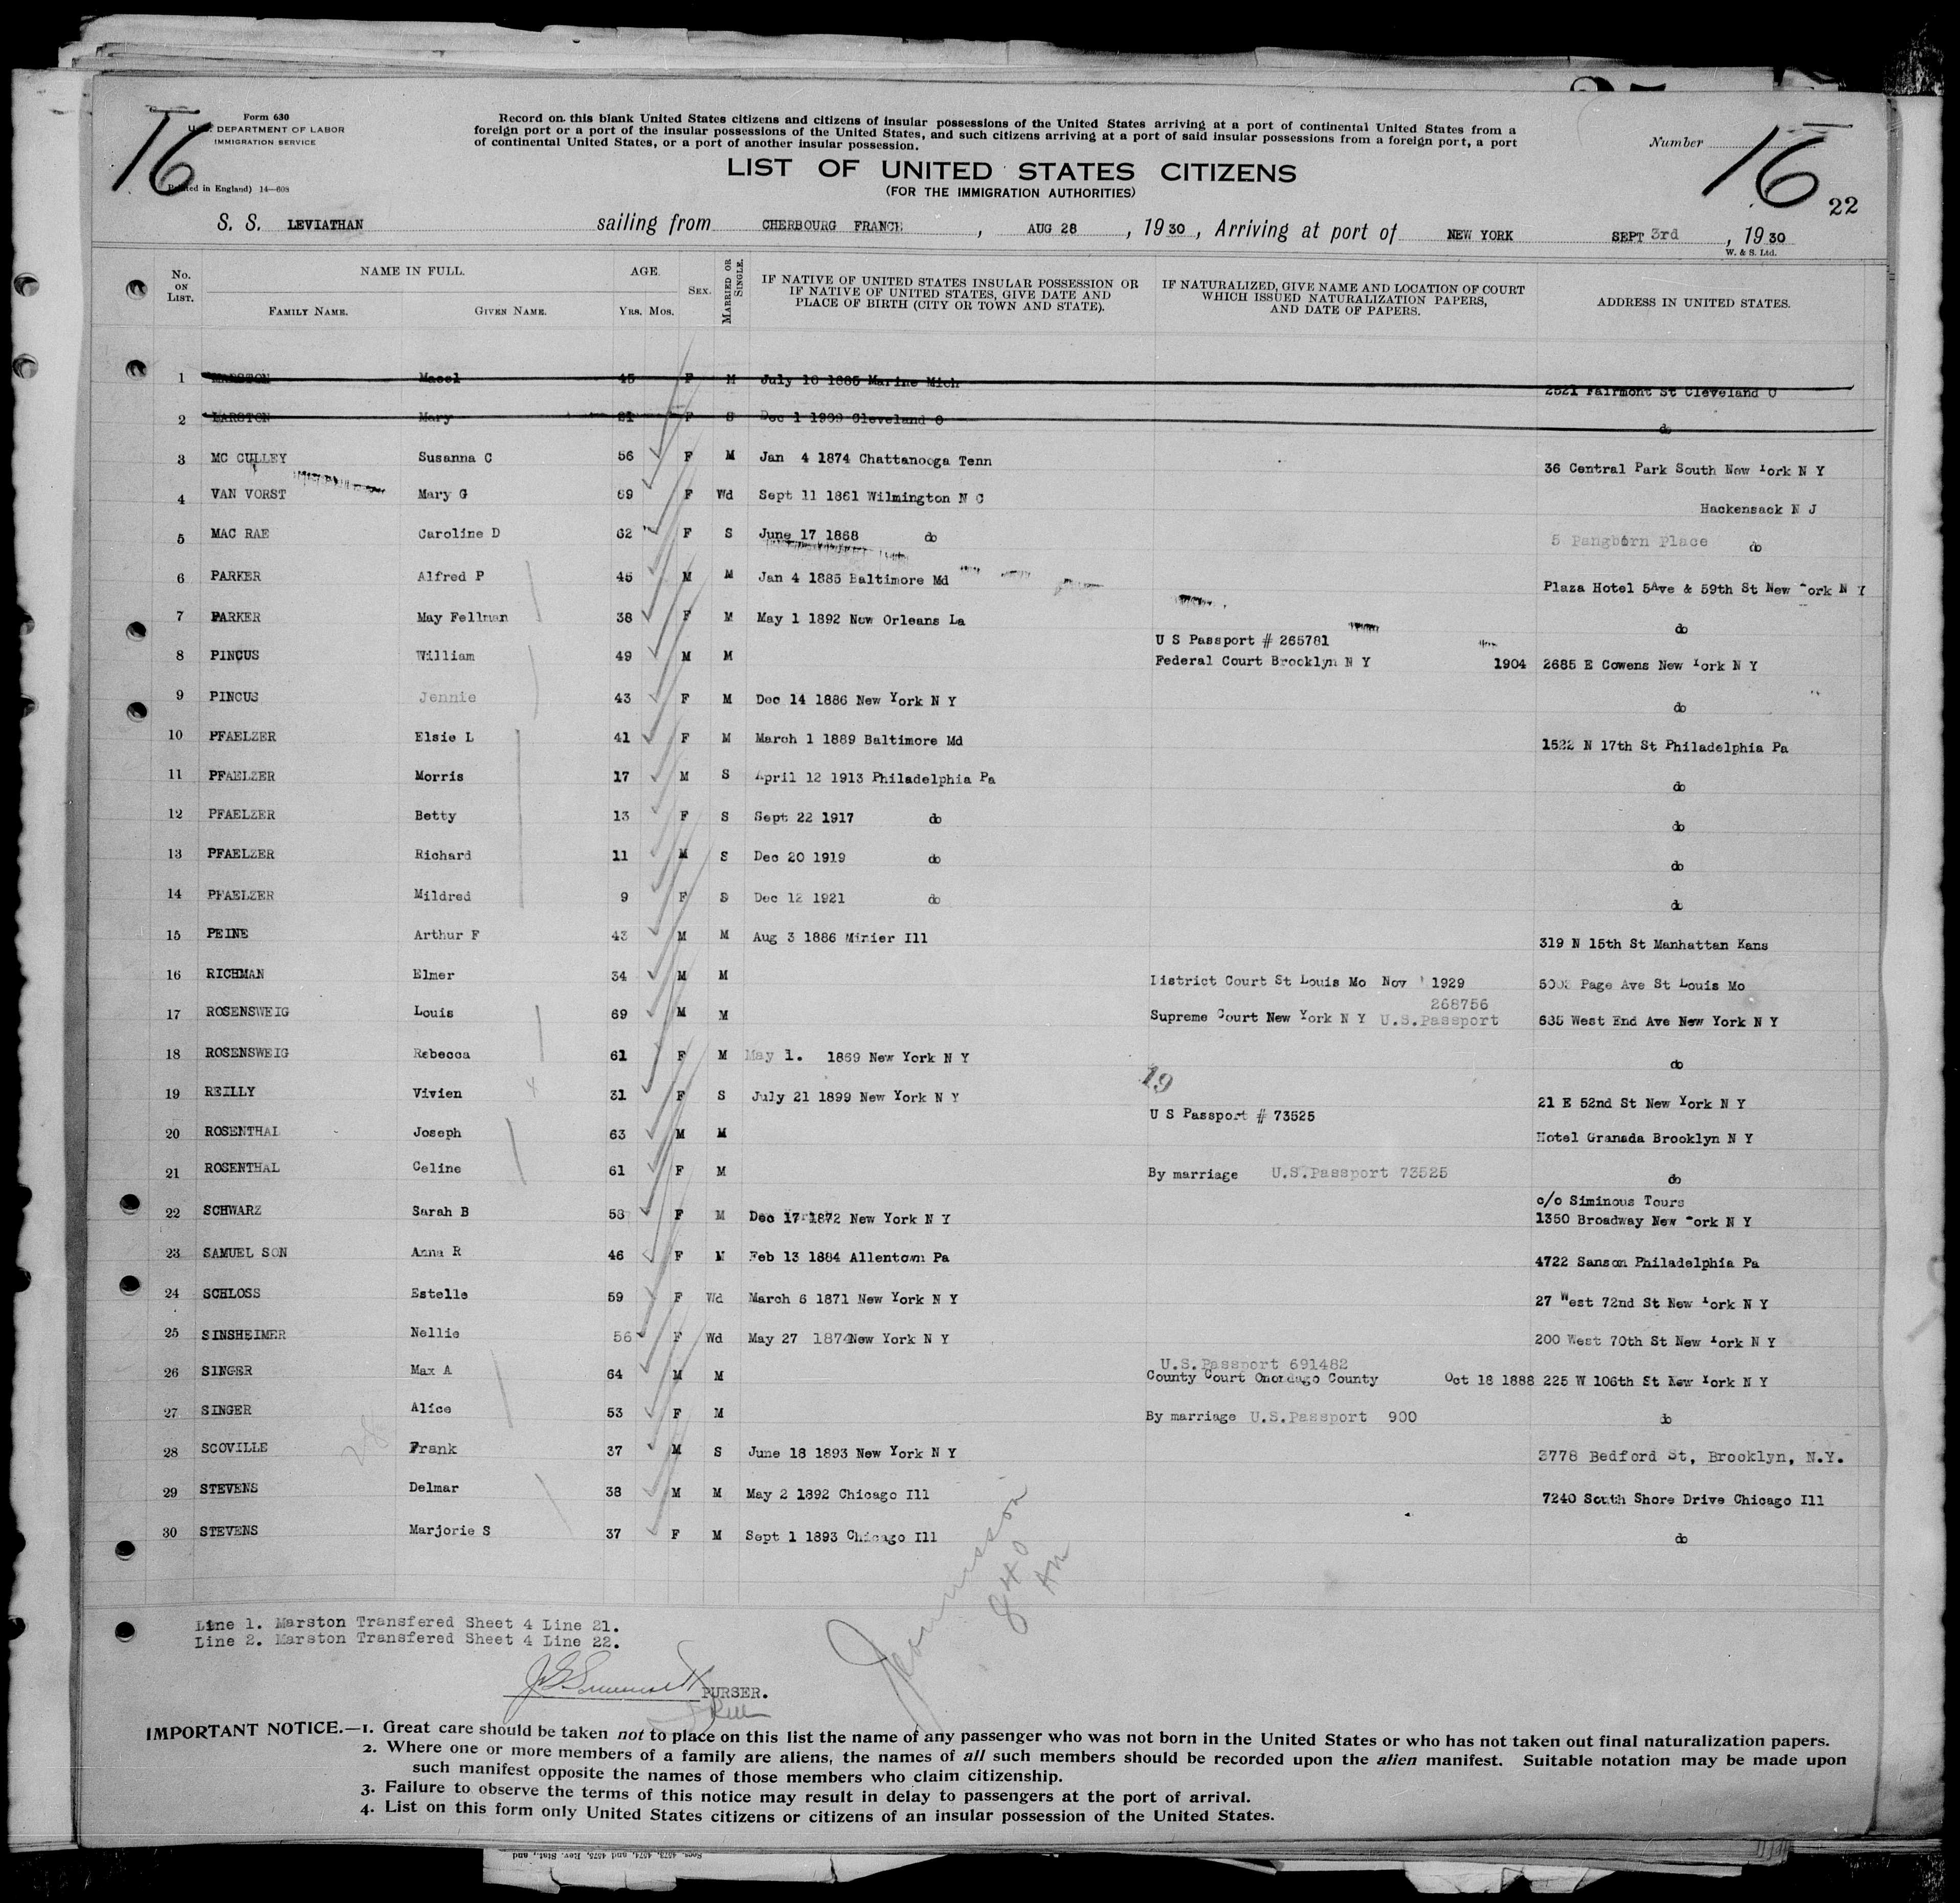 16
Form 630
U.S. DEPARTMENT OF LABOR
IMMIGRATION SERVICE
(Printed in England) 14—608
Record on this blank United States citizens and citizens of insular possessions of the United States arriving at a port of continental United States from a
foreign port or a port of the insular possessions of the United States, and such citizens arriving at a port of said insular possessions from a foreign port, a port
of continental United States, or a port of another insular possession.
Number 16
22
LIST OF UNITED STATES CITIZENS
(FOR THE IMMIGRATION AUTHORITIES)
S. S. LEVIATHAN sailing from CHERBOURG FRANCE, AUG 28, 1930, Arriving at port of NEW YORK SEPT 3rd, 1930
W. & S. Ltd.
No. ON LIST. NAME IN FULL. FAMILY NAME. GIVEN NAME. AGE. YRS. MOS. SEX. MARRIED OR SINGLE. IF NATIVE OF UNITED STATES INSULAR POSSESSION OR IF NATIVE OF UNITED STATES, GIVE DATE AND PLACE OF BIRTH (CITY OR TOWN AND STATE). IF NATURALIZED, GIVE NAME AND LOCATION OF COURT WHICH ISSUED NATURALIZATION PAPERS, AND DATE OF PAPERS. ADDRESS IN UNITED STATES.
1 MARSTON 45 F M July 10 1885 Marine Mich 2521 Fairmont St Cleveland O
2 MARSTON Mary 21 F S Dec 1 Cleveland O do
3 MC CULLEY Susanna C 56 F M Jan 4 1874 Chattanooga Tenn 36 Central Park South New York N Y
4 VAN VORST Mary G 69 F Wd Sept 11 1861 Wilmington N C Hackensack N J
5 MAC RAE Caroline D 62 F S June 17 1868 do 5 Pangborn Place do
6 PARKER Alfred P 45 M M Jan 4 1885 Baltimore Md Plaza Hotel 5Ave & 59th St New York N Y
7 PARKER May Fellman 38 F M May 1 1892 New Orleans La do
U S Passport # 265781
8 PINCUS William 49 M M Federal Court Brooklyn N Y 1904 2685 E Cowens New York N Y
9 PINCUS Jennie 43 F M Dec 14 1886 New York N Y do
10 PFAELZER Elsie L 41 F M March 1 1889 Baltimore Md 1522 N 17th St Philadelphia Pa
11 PFAELZER Morris 17 M S April 12 1913 Philadelphia Pa do
12 PFAELZER Betty 13 F S Sept 22 1917 do do
13 PFAELZER Richard 11 M S Dec 20 1919 do do
14 PFAELZER Mildred 9 F S Dec 12 1921 do do
15 PEINE Arthur F 43 M M Aug 3 1886 Minier Ill 319 N 15th St Manhattan Kans
16 RICHMAN Elmer 34 M M District Court St Louis Mo Nov 1929 Page Ave St Louis Mo
268756
17 ROSENSWEIG Louis 69 M M Supreme Court New York N Y U.S.Passport 685 West End Ave New York N Y
18 ROSENSWEIG Rebecca 61 F M May 1. 1869 New York N Y do
19
19 REILLY Vivien 31 F S July 21 1899 New York N Y 21 E 52nd St New York N Y
U S Passport # 73525
20 ROSENTHAL Joseph 63 M M Hotel Granada Brooklyn N Y
21 ROSENTHAL Celine 61 F M By marriage U.S.Passport 73525 do
c/o Siminous Tours
22 SCHWARZ Sarah B 58 F M Dec 17 1872 New York N Y 1350 Broadway New York N Y
23 SAMUEL SON Anna R 46 F M Feb 13 1884 Allentown Pa 4722 Sanson Philadelphia Pa
24 SCHLOSS Estelle 59 F Wd March 6 1871 New York N Y 27 West 72nd St New York N Y
25 SINSHEIMER Nellie 56 F Wd May 27 1874 New York N Y 200 West 70th St New York N Y
U.S.Passport 691482
26 SINGER Max A 64 M M County Court Onondago County Oct 18 1888 225 W 106th St New York N Y
27 SINGER Alice 53 F M By marriage U.S.Passport 900 do
28
28 SCOVILLE Frank 37 M S June 18 1893 New York N Y 3778 Bedford St, Brooklyn, N.Y.
29 STEVENS Delmar 38 M M May 2 1892 Chicago Ill 7240 South Shore Drive Chicago Ill
30 STEVENS Marjorie S 37 F M Sept 1 1893 Chicago Ill do
840
AM
Line 1. Marston Transfered Sheet 4 Line 21.
Line 2. Marston Transfered Sheet 4 Line 22.
PURSER.
IMPORTANT NOTICE.—1. Great care should be taken not to place on this list the name of any passenger who was not born in the United States or who has not taken out final naturalization papers.
2. Where one or more members of a family are aliens, the names of all such members should be recorded upon the alien manifest. Suitable notation may be made upon
such manifest opposite the names of those members who claim citizenship.
3. Failure to observe the terms of this notice may result in delay to passengers at the port of arrival.
4. List on this form only United States citizens or citizens of an insular possession of the United States.
Secs. 4573, 4574, and 4575, Rev. Stat., and